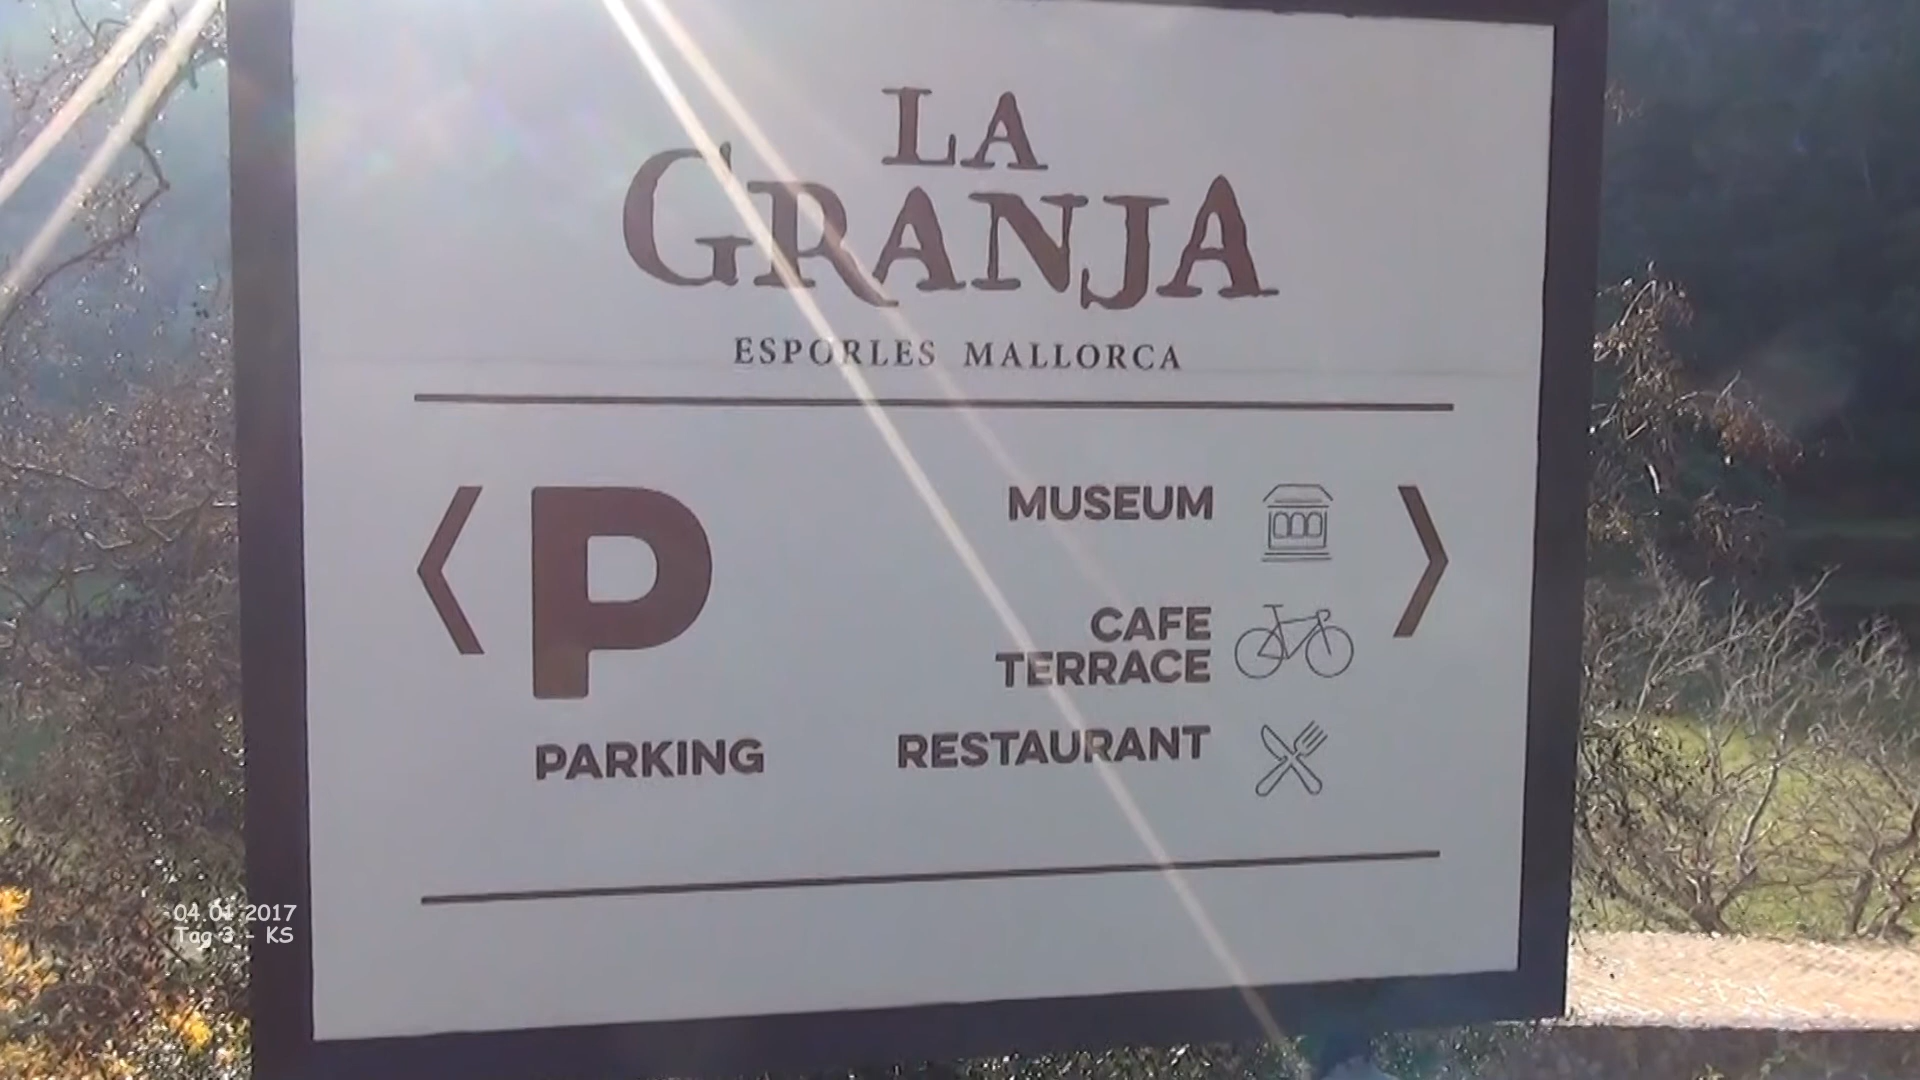 LA
GRANJA
ESPORLES MALLORCA
P
PARKING
MUSEUM
CAFE
TERRACE
RESTAURANT
04.01.2017
Tag 3 - KS